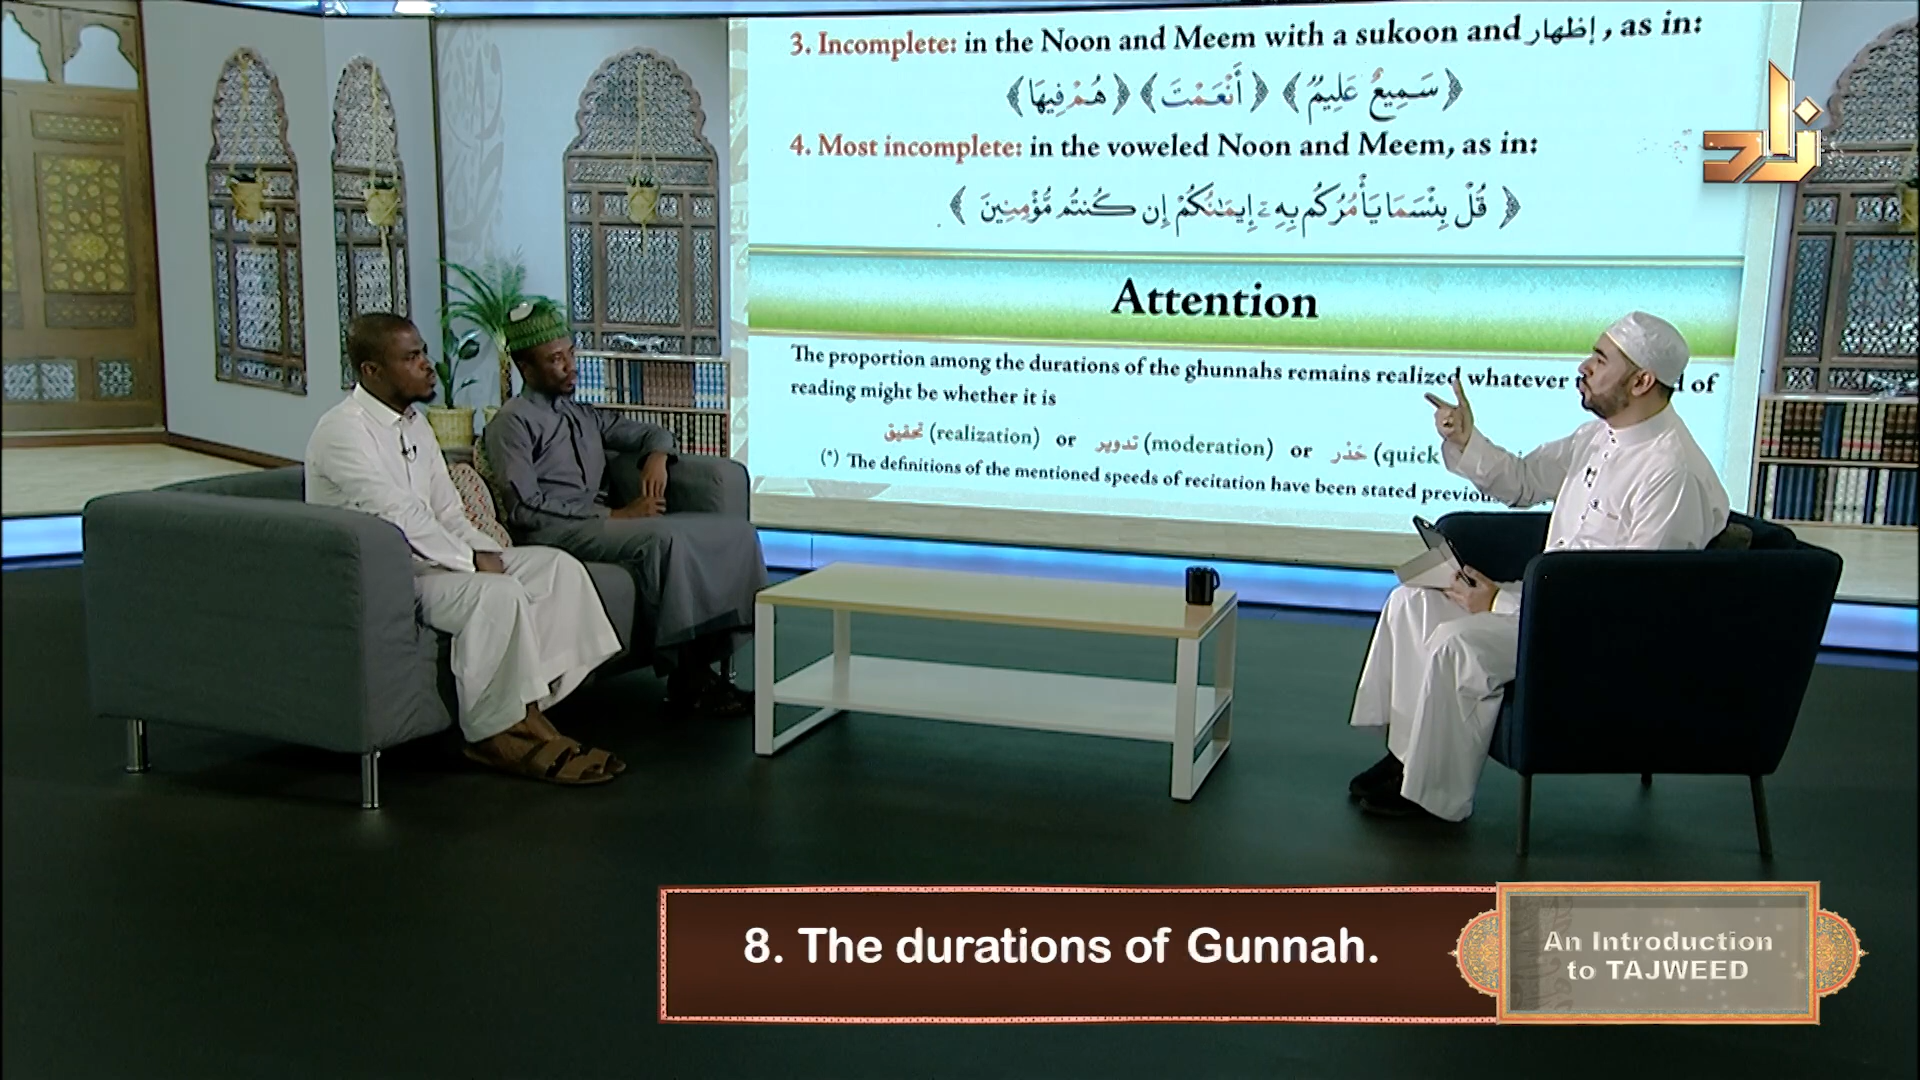 3. Incomplete: in the Noon and Meem with a sukoon and إظهار, as in:
﴿سَمِيعٌ عَلِيمٌ﴾ ﴿أَنْعَمْتَ﴾ ﴿هُمْ فِيهَا﴾
4. Most incomplete: in the voweled Noon and Meem, as in:
﴿قُلْ بِئْسَمَا يَأْمُرُكُم بِهِۦٓ إِيمَـٰنُكُمْ إِن كُنتُم مُّؤْمِنِينَ﴾
Attention
The proportion among the durations of the ghunnahs remains realized whatever of
reading might be whether it is
تحقيق (realization) or تدوير (moderation) or حَدْر (quick
(*) The definitions of the mentioned speeds of recitation have been stated
زاد
8. The durations of Gunnah.
An Introduction
to TAJWEED